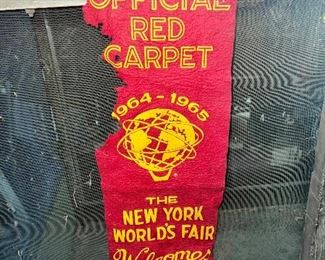 OFFICIAL
RED
CARPET
1964-1965
THE
NEW YORK
WORLD'S FAIR
Welcomes